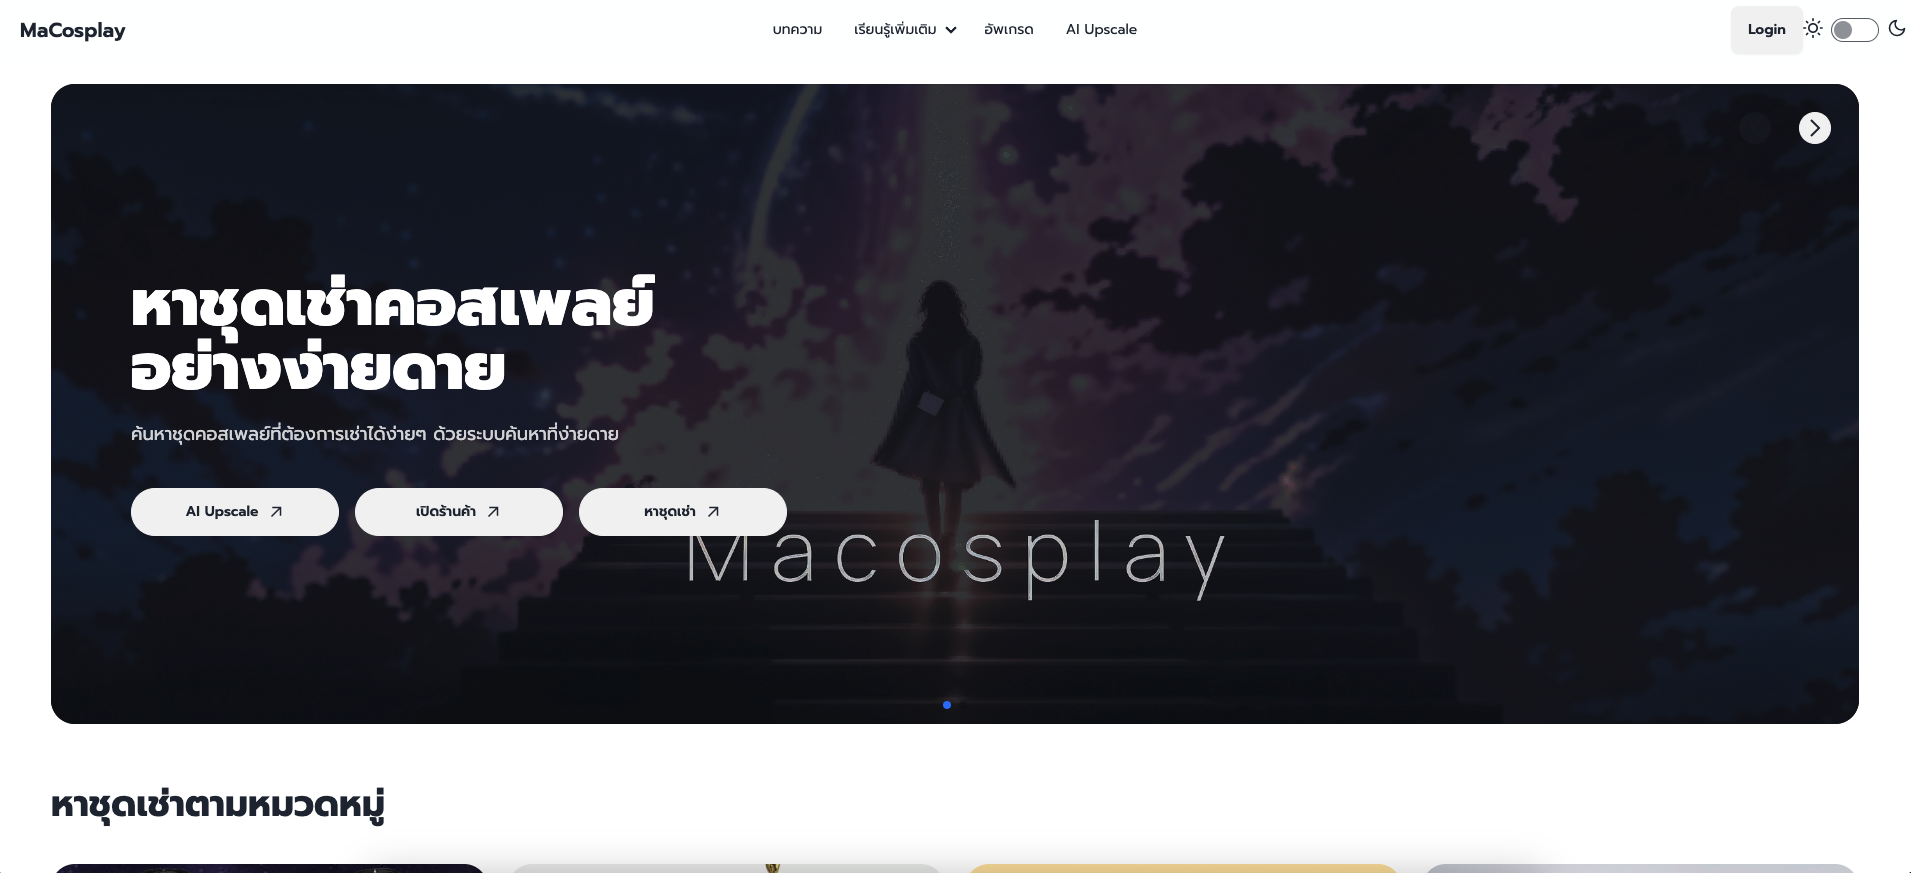 MaCosplay
บทความ
เรียนรู้เพิ่มเติม
อัพเกรด
AI Upscale
Login
หาชุดเช่าคอสเพลย์
อย่างง่ายดาย
ค้นหาชุดคอสเพลย์ที่ต้องการเช่าได้ง่ายๆ ด้วยระบบค้นหาที่ง่ายดาย
AI Upscale
เปิดร้านค้า
หาชุดเช่า
Macosplay
หาชุดเช่าตามหมวดหมู่